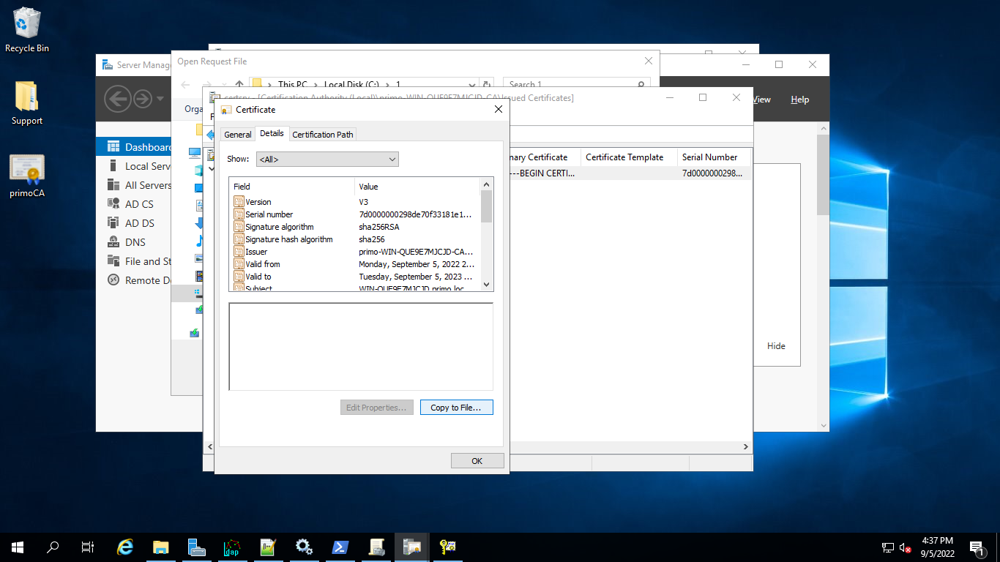 Recycle Bin
Support
primoCA
Server Manag
Open Request File
This PC > Local Disk (C:) > 1
Search 1
Orga
certsrv - [Certification Authority (Local)\primo-WIN-QUE9E7MJCJD-CA\Issued Certificates]
View
Help
F
Dashboard
Local Serv
All Servers
AD CS
AD DS
DNS
File and St
Remote D
Certificate
General
Details
Certification Path
Show:
<All>
Field
Value
Version
V3
Serial number
7d0000000298de70f33181e1...
Signature algorithm
sha256RSA
Signature hash algorithm
sha256
Issuer
primo-WIN-QUE9E7MJCJD-CA...
Valid from
Monday, September 5, 2022 2...
Valid to
Tuesday, September 5, 2023 ...
Subject
WIN-QUE9E7MJCJD.primo.loc...
Edit Properties...
Copy to File...
OK
nary Certificate
Certificate Template
Serial Number
---BEGIN CERTI...
7d0000000298...
Hide
ldap
4:37 PM
9/5/2022
1